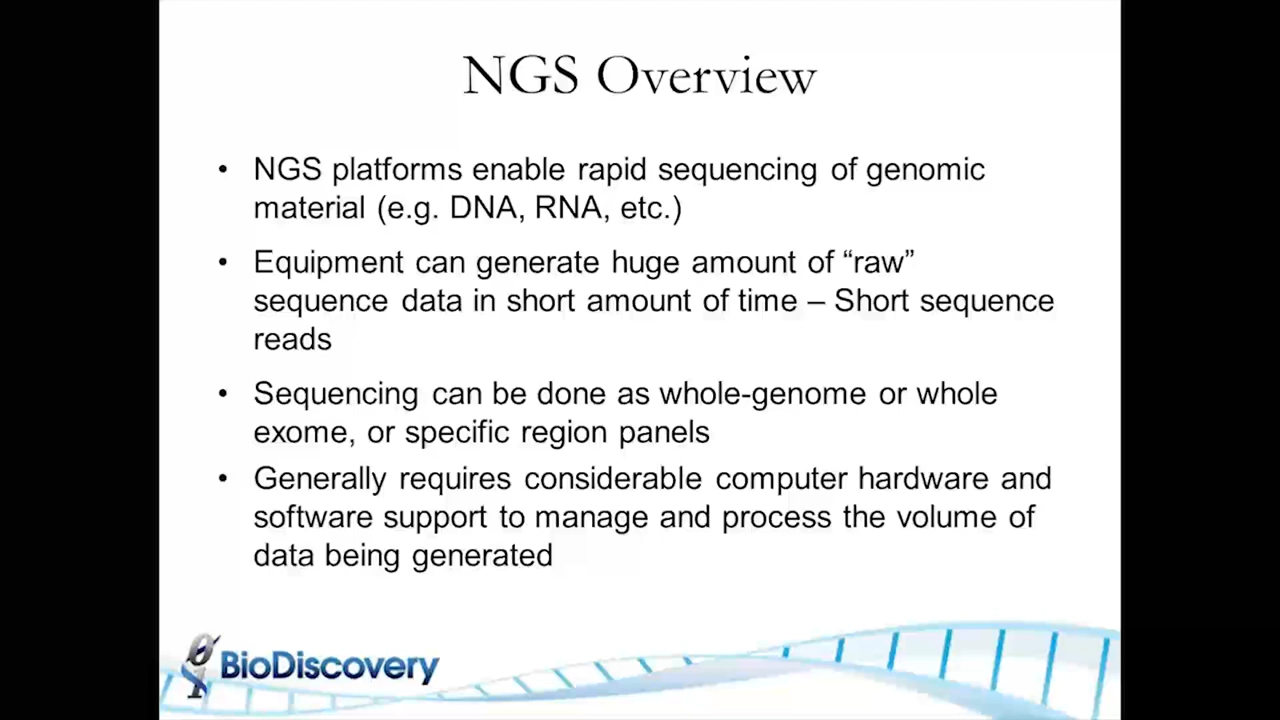 NGS Overview
• NGS platforms enable rapid sequencing of genomic
material (e.g. DNA, RNA, etc.)
• Equipment can generate huge amount of “raw”
sequence data in short amount of time – Short sequence
reads
• Sequencing can be done as whole-genome or whole
exome, or specific region panels
• Generally requires considerable computer hardware and
software support to manage and process the volume of
data being generated
BioDiscovery